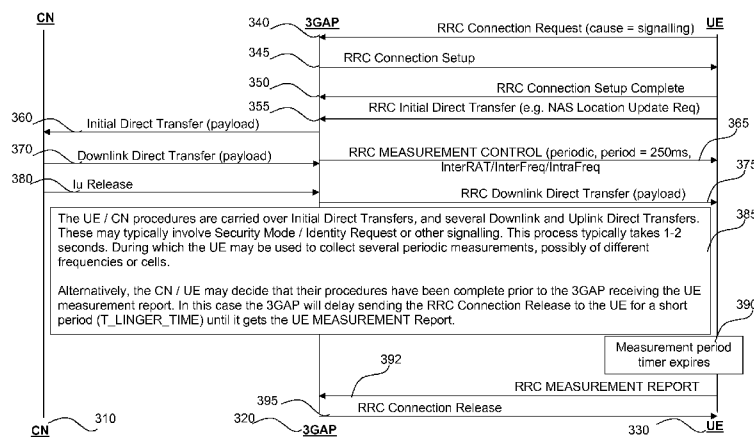 CN 3GAP UE
340 RRC Connection Request (cause = signalling)
345 RRC Connection Setup
350 RRC Connection Setup Complete
355 RRC Initial Direct Transfer (e.g. NAS Location Update Req)
360 Initial Direct Transfer (payload)
365
370 Downlink Direct Transfer (payload) RRC MEASUREMENT CONTROL (periodic, period = 250ms,
InterRAT/InterFreq/IntraFreq
375
380 Iu Release
RRC Downlink Direct Transfer (payload)
385
The UE / CN procedures are carried over Initial Direct Transfers, and several Downlink and Uplink Direct Transfers.
These may typically involve Security Mode / Identity Request or other signalling. This process typically takes 1-2
seconds. During which the UE may be used to collect several periodic measurements, possibly of different
frequencies or cells.
Alternatively, the CN / UE may decide that their procedures have been complete prior to the 3GAP receiving the UE
measurement report. In this case the 3GAP will delay sending the RRC Connection Release to the UE for a short
period (T_LINGER_TIME) until it gets the UE MEASUREMENT Report.
390
Measurement period
timer expires
392
RRC MEASUREMENT REPORT
395 RRC Connection Release
CN 310 320 3GAP 330 UE